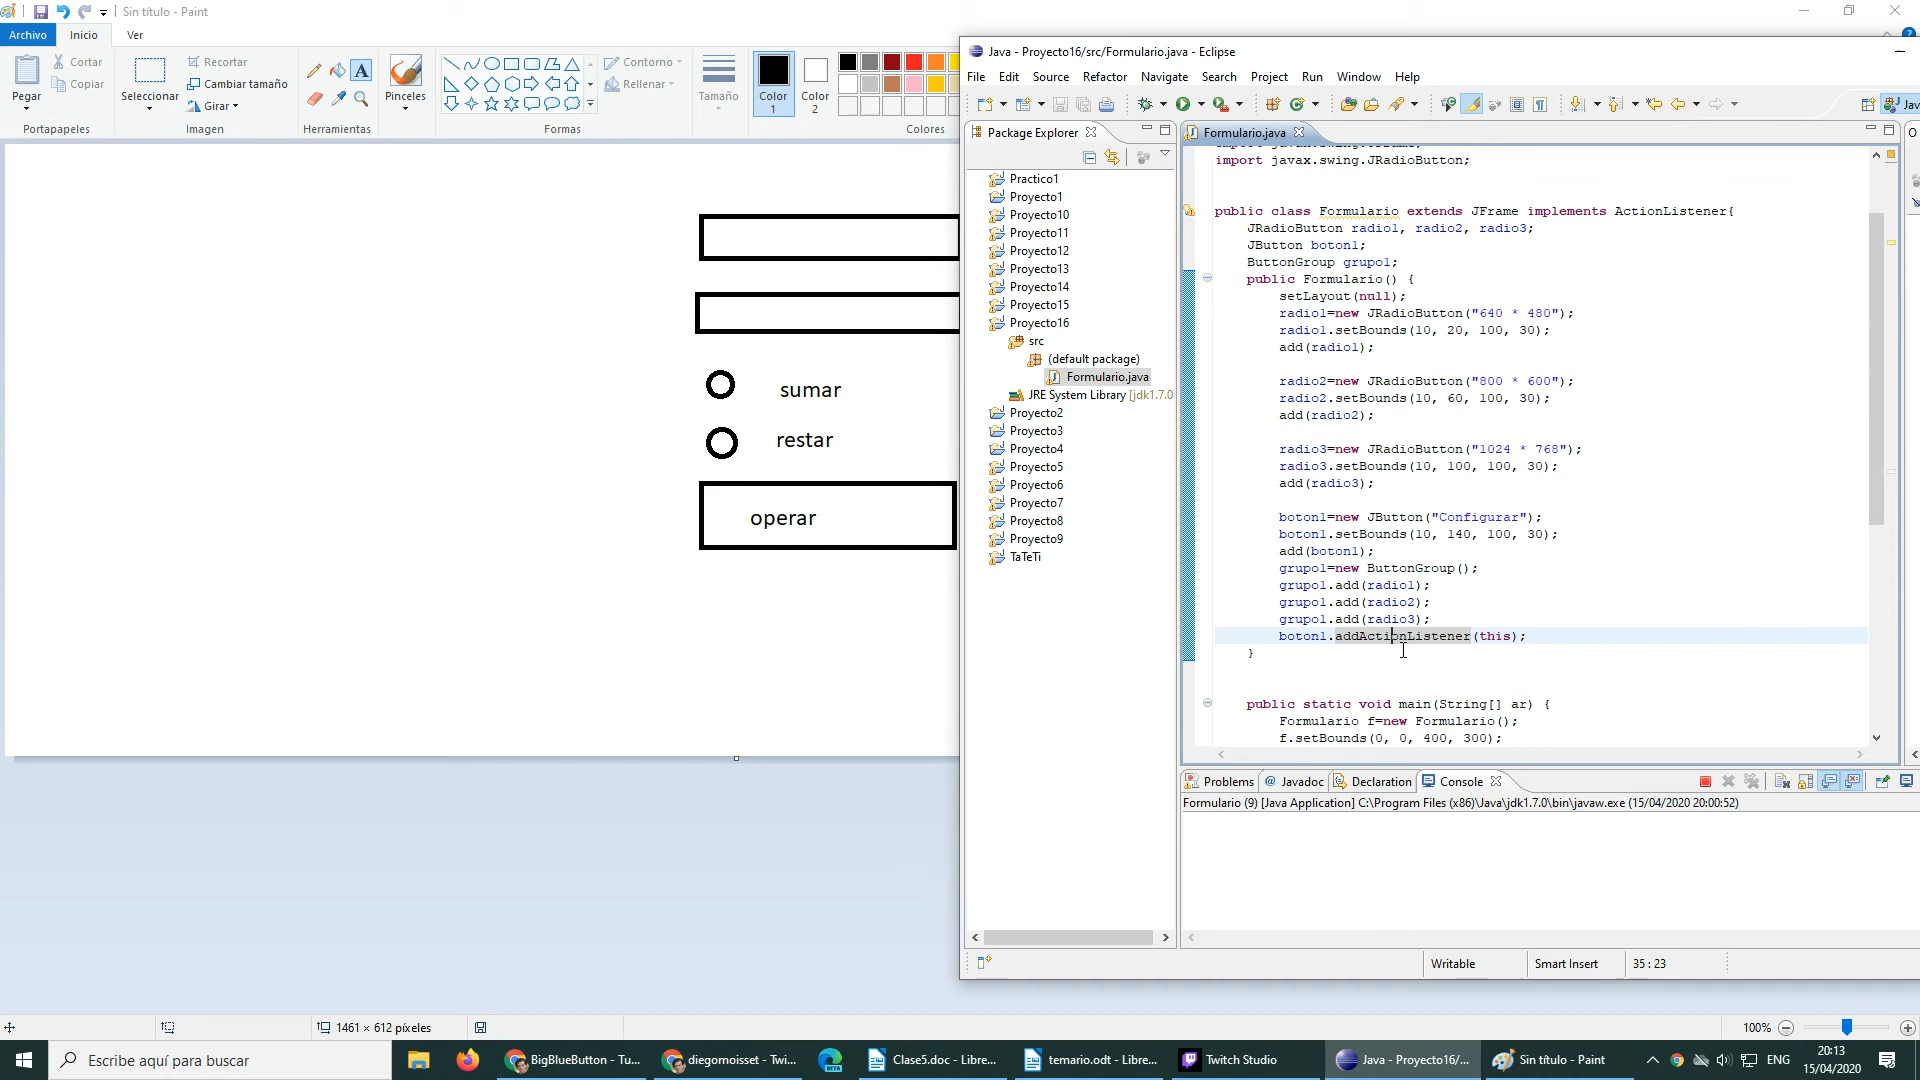 Sin título - Paint
Archivo
Inicio
Ver
Pegar
Cortar
Copiar
Portapapeles
Seleccionar
Recortar
Cambiar tamaño
Girar
Imagen
Herramientas
Pinceles
Contorno
Rellenar
Formas
Tamaño
Color 1
Color 2
Colores
sumar
restar
operar
1461 × 612 píxeles
100%
Java - Proyecto16/src/Formulario.java - Eclipse
File Edit Source Refactor Navigate Search Project Run Window Help
Jav
Package Explorer
Practico1
Proyecto1
Proyecto10
Proyecto11
Proyecto12
Proyecto13
Proyecto14
Proyecto15
Proyecto16
src
(default package)
Formulario.java
JRE System Library [jdk1.7.0
Proyecto2
Proyecto3
Proyecto4
Proyecto5
Proyecto6
Proyecto7
Proyecto8
Proyecto9
TaTeTi
Formulario.java
import javax.swing.JRadioButton;
public class Formulario extends JFrame implements ActionListener{
JRadioButton radio1, radio2, radio3;
JButton boton1;
ButtonGroup grupo1;
public Formulario() {
setLayout(null);
radio1=new JRadioButton("640 * 480");
radio1.setBounds(10, 20, 100, 30);
add(radio1);
radio2=new JRadioButton("800 * 600");
radio2.setBounds(10, 60, 100, 30);
add(radio2);
radio3=new JRadioButton("1024 * 768");
radio3.setBounds(10, 100, 100, 30);
add(radio3);
boton1=new JButton("Configurar");
boton1.setBounds(10, 140, 100, 30);
add(boton1);
grupo1=new ButtonGroup();
grupo1.add(radio1);
grupo1.add(radio2);
grupo1.add(radio3);
boton1.addActionListener(this);
}
public static void main(String[] ar) {
Formulario f=new Formulario();
f.setBounds(0, 0, 400, 300);
Problems @ Javadoc Declaration Console
Formulario (9) [Java Application] C:\Program Files (x86)\Java\jdk1.7.0\bin\javaw.exe (15/04/2020 20:00:52)
Writable
Smart Insert
35 : 23
Escribe aquí para buscar
BigBlueButton - Tu...
diegomoisset - Twi...
Clase5.doc - Libre...
temario.odt - Libre...
Twitch Studio
Java - Proyecto16/...
Sin título - Paint
ENG
20:13
15/04/2020